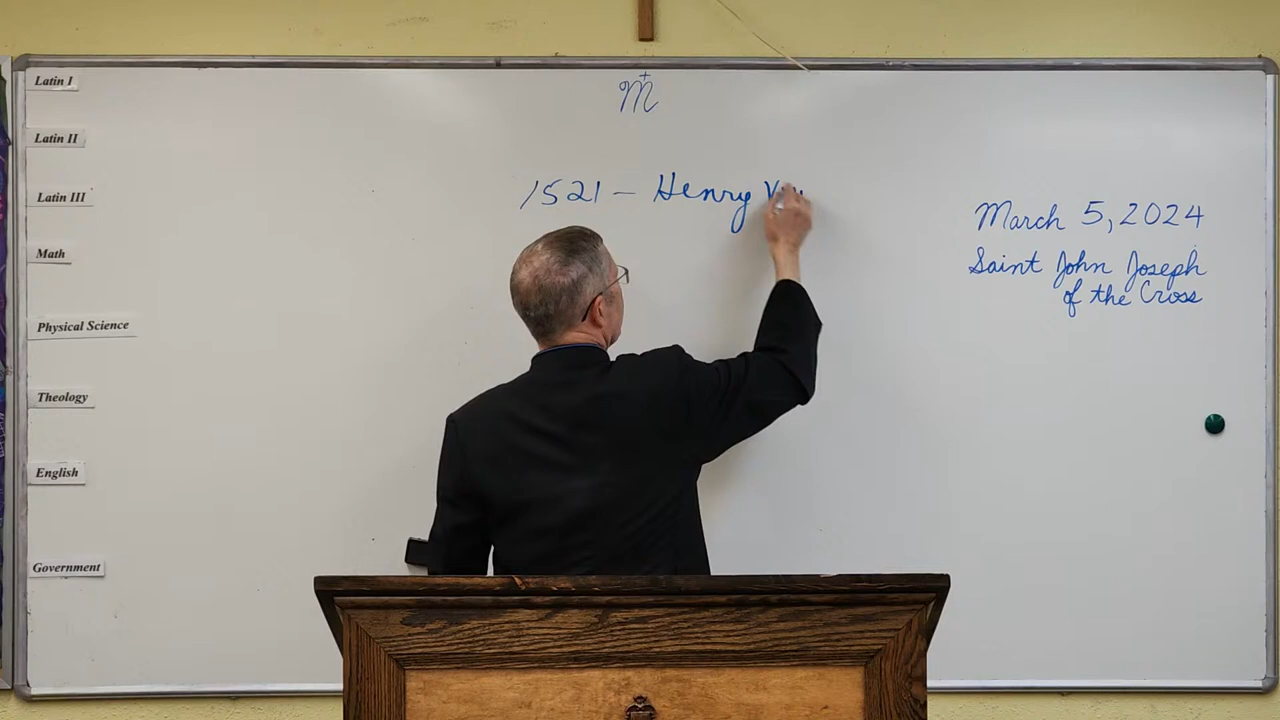 Latin I
Latin II
Latin III
Math
Physical Science
Theology
English
Government
M
1521 – Henry
March 5, 2024
Saint John Joseph
of the Cross